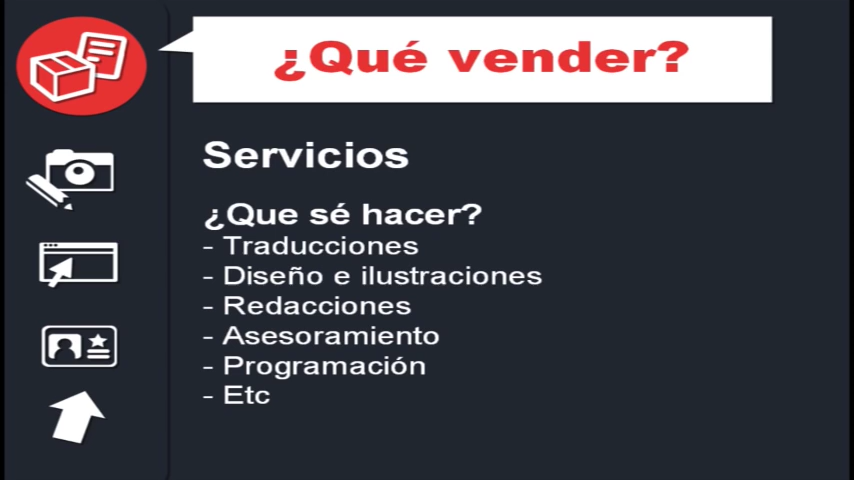 ¿Qué vender?
Servicios
¿Que sé hacer?
- Traducciones
- Diseño e ilustraciones
- Redacciones
- Asesoramiento
- Programación
- Etc